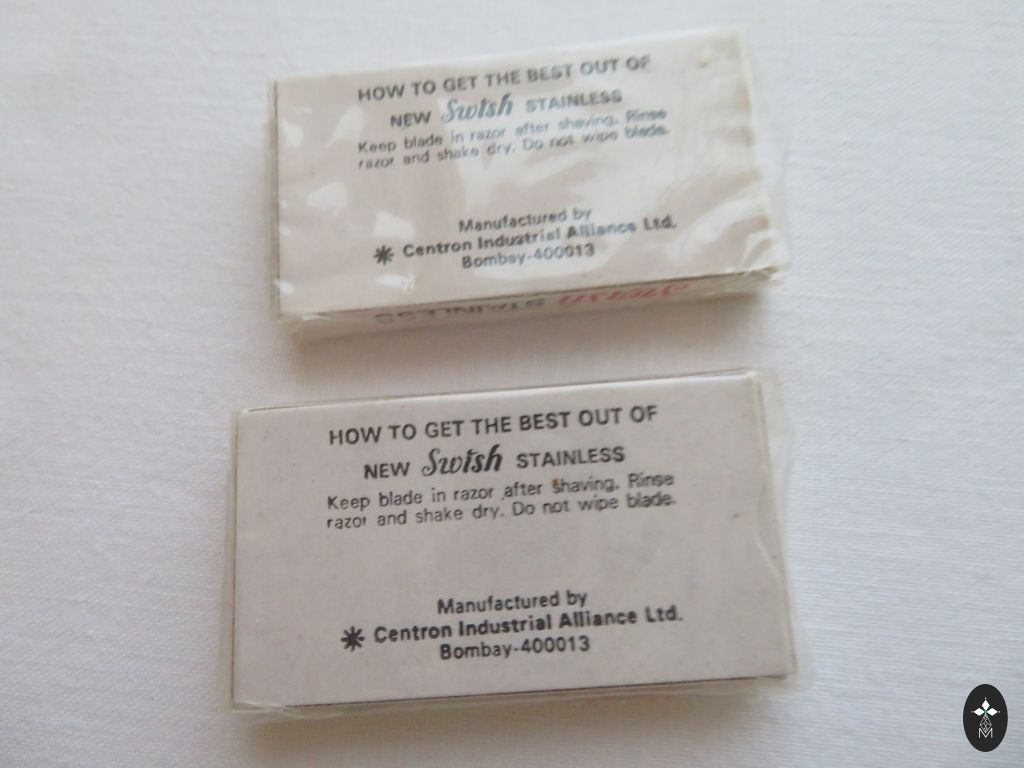 HOW TO GET THE BEST OUT OF
NEW Swish STAINLESS
Keep blade in razor after shaving. Rinse
razor and shake dry. Do not wipe blade.
Manufactured by
Centron Industrial Alliance Ltd.
Bombay-400013
Swish STAINLESS
HOW TO GET THE BEST OUT OF
NEW Swish STAINLESS
Keep blade in razor after shaving. Rinse
razor and shake dry. Do not wipe blade.
Manufactured by
Centron Industrial Alliance Ltd.
Bombay-400013
M